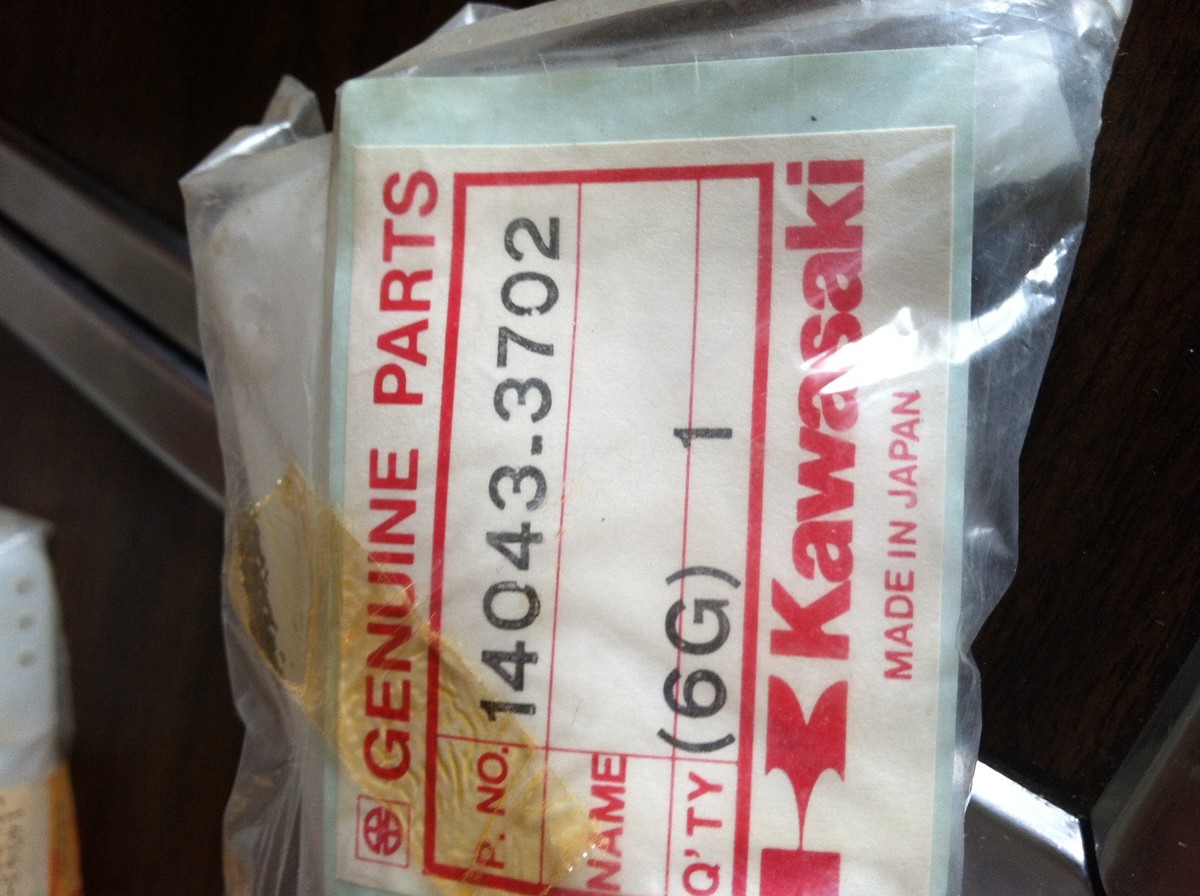 GENUINE PARTS
P. NO. 14043-3702
NAME
Q'TY (6G) 1
Kawasaki
MADE IN JAPAN